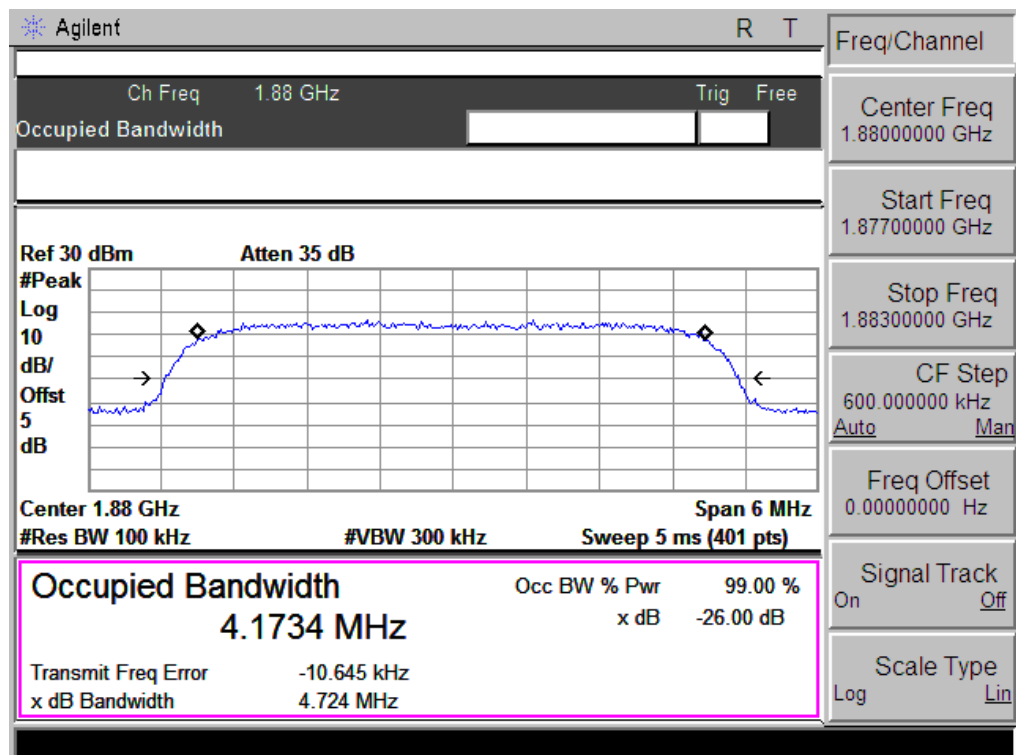 Agilent R T
Ch Freq 1.88 GHz Trig Free
Occupied Bandwidth
Ref 30 dBm Atten 35 dB
#Peak
Log
10
dB/
Offst
5
dB
Center 1.88 GHz Span 6 MHz
#Res BW 100 kHz #VBW 300 kHz Sweep 5 ms (401 pts)
Occupied Bandwidth Occ BW % Pwr 99.00 %
4.1734 MHz x dB -26.00 dB
Transmit Freq Error -10.645 kHz
x dB Bandwidth 4.724 MHz
Freq/Channel
Center Freq
1.88000000 GHz
Start Freq
1.87700000 GHz
Stop Freq
1.88300000 GHz
CF Step
600.000000 kHz
Auto Man
Freq Offset
0.00000000 Hz
Signal Track
On Off
Scale Type
Log Lin